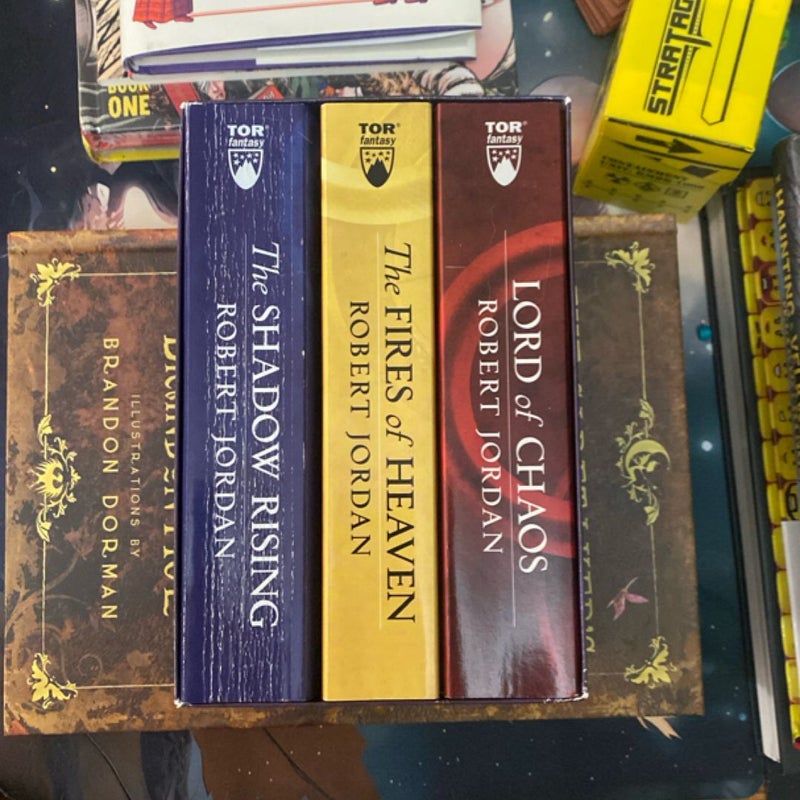 BOOK
ONE
STRATAG
TOR®
fantasy
The SHADOW RISING
ROBERT JORDAN
TOR®
fantasy
The FIRES of HEAVEN
ROBERT JORDAN
TOR®
fantasy
LORD of CHAOS
ROBERT JORDAN
ILLUSTRATIONS BY
BRANDON DORMAN